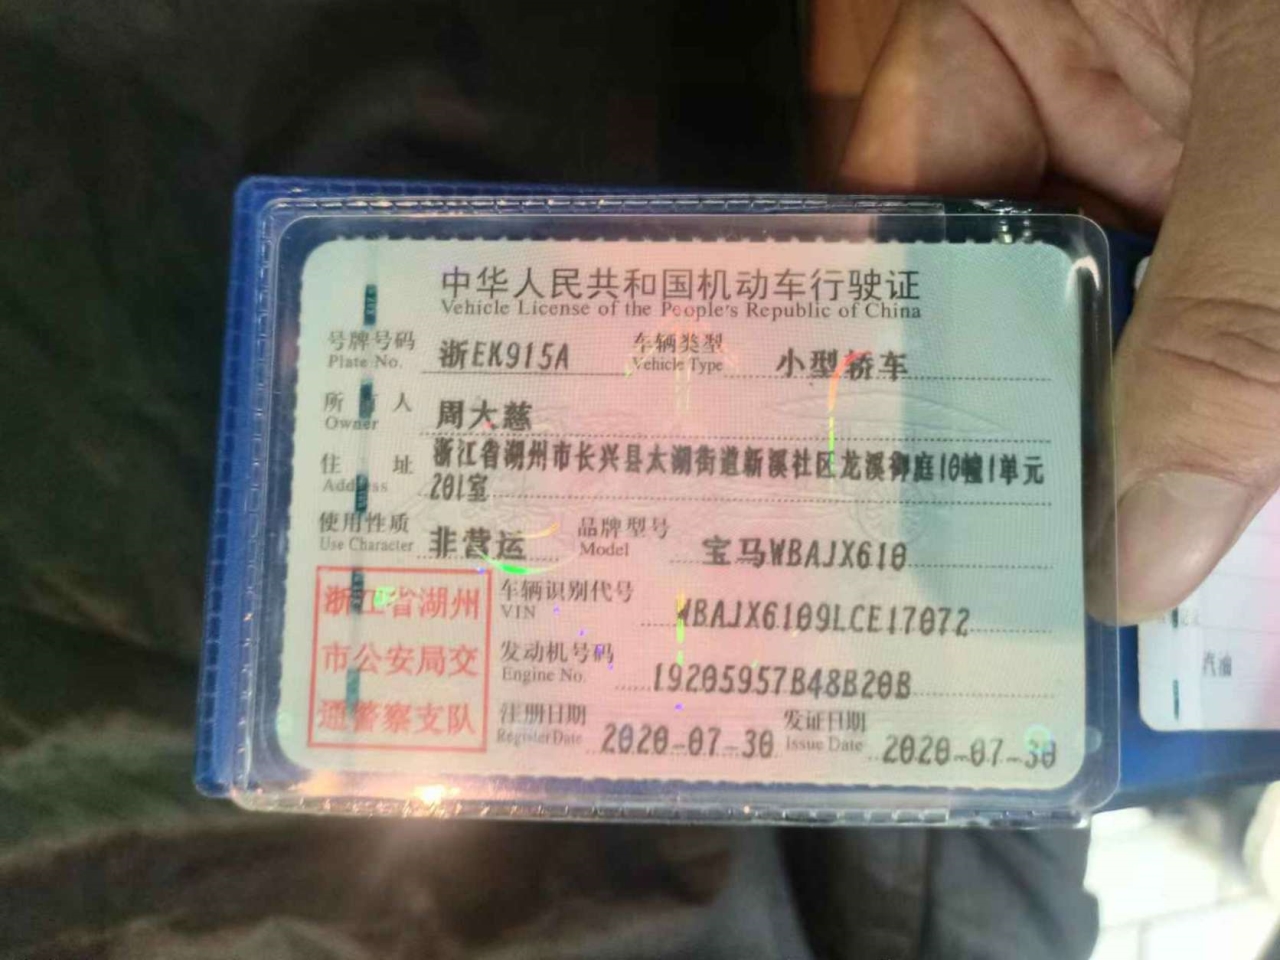 中华人民共和国机动车行驶证
Vehicle License of the People's Republic of China
号牌号码 浙EK915A 车辆类型 小型轿车
Plate No. Vehicle Type
所有人 周大慈
Owner
住址 浙江省湖州市长兴县太湖街道新溪社区龙溪御庭10幢1单元
Address 201室
使用性质 非营运 品牌型号 宝马WBAJX610
Use Character Model
浙江省湖州
市公安局交
通警察支队
车辆识别代号 WBAJX6109LCE17072
VIN
发动机号码 19205957B48B20B
Engine No.
注册日期 2020-07-30 发证日期 2020-07-30
Register Date Issue Date
汽油